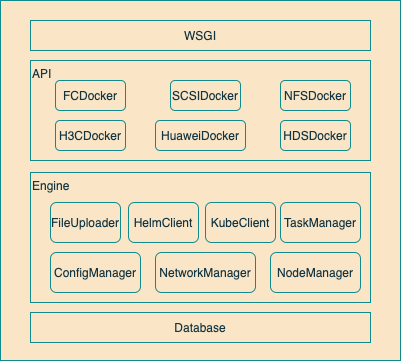 WSGI
API
FCDocker SCSIDocker NFSDocker
H3CDocker HuaweiDocker HDSDocker
Engine
FileUploader HelmClient KubeClient TaskManager
ConfigManager NetworkManager NodeManager
Database